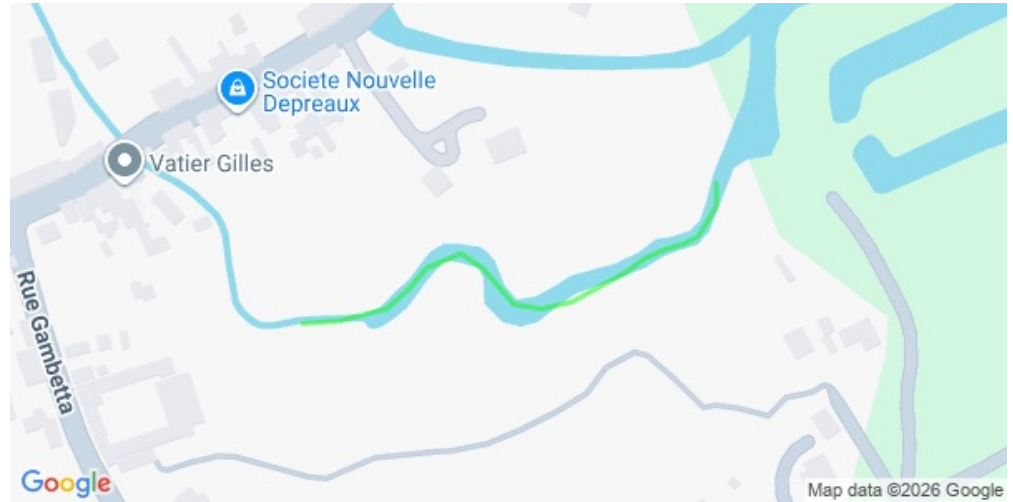 Societe Nouvelle
Depreaux
Vatier Gilles
Rue Gambetta
Google
Map data ©2026 Google